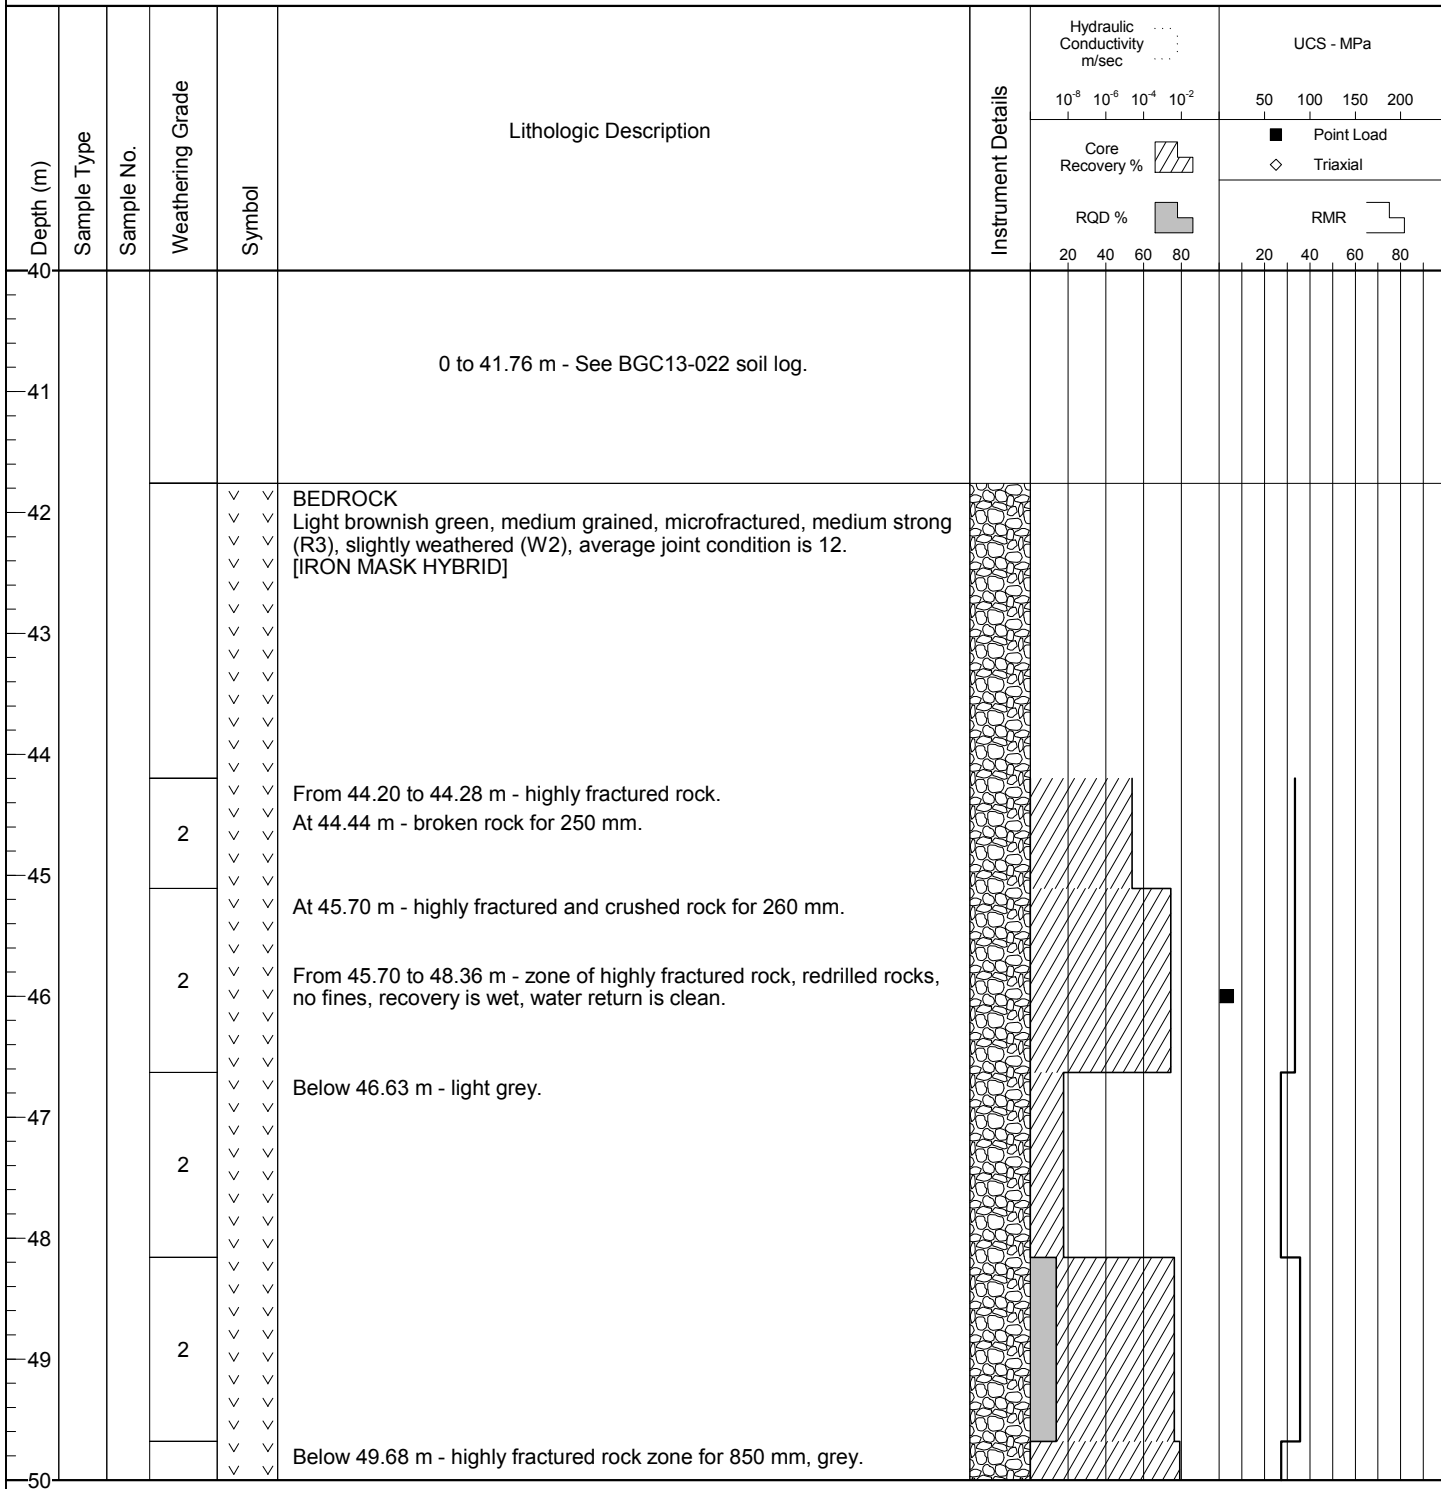 Depth (m)
Sample Type
Sample No.
Weathering Grade
Symbol
Lithologic Description
Instrument Details
Hydraulic
Conductivity
m/sec
10-8 10-6 10-4 10-2
Core
Recovery %
RQD %
20 40 60 80
UCS - MPa
50 100 150 200
Point Load
Triaxial
RMR
20 40 60 80
40
0 to 41.76 m - See BGC13-022 soil log.
41
BEDROCK
42
Light brownish green, medium grained, microfractured, medium strong
(R3), slightly weathered (W2), average joint condition is 12.
[IRON MASK HYBRID]
43
44
From 44.20 to 44.28 m - highly fractured rock.
At 44.44 m - broken rock for 250 mm.
2
45
At 45.70 m - highly fractured and crushed rock for 260 mm.
From 45.70 to 48.36 m - zone of highly fractured rock, redrilled rocks,
2
no fines, recovery is wet, water return is clean.
46
Below 46.63 m - light grey.
47
2
48
2
49
Below 49.68 m - highly fractured rock zone for 850 mm, grey.
50